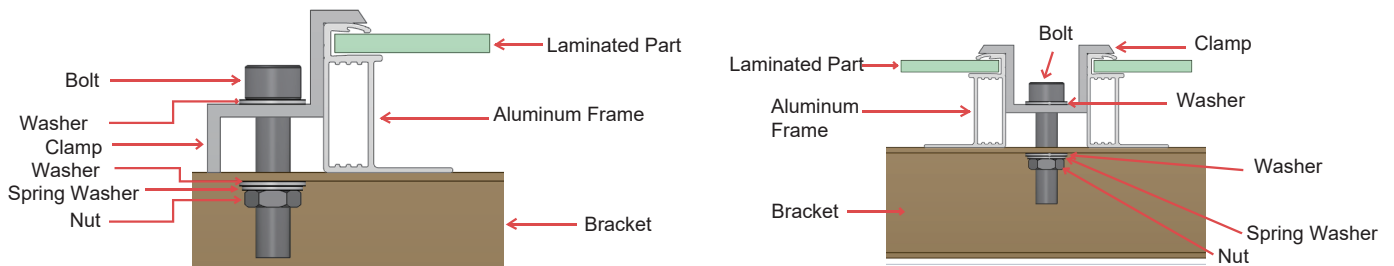 Laminated Part
Bolt
Washer
Aluminum Frame
Clamp
Washer
Spring Washer
Nut
Bracket
Bolt
Clamp
Laminated Part
Washer
Aluminum
Frame
Washer
Bracket
Spring Washer
Nut